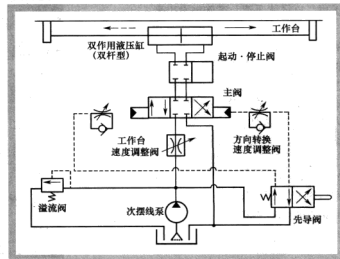 工作台
双作用液压缸
(双杆型)
起动·停止阀
主阀
工作台
速度调整阀
方向转换
速度调整阀
溢流阀
次摆线泵
先导阀